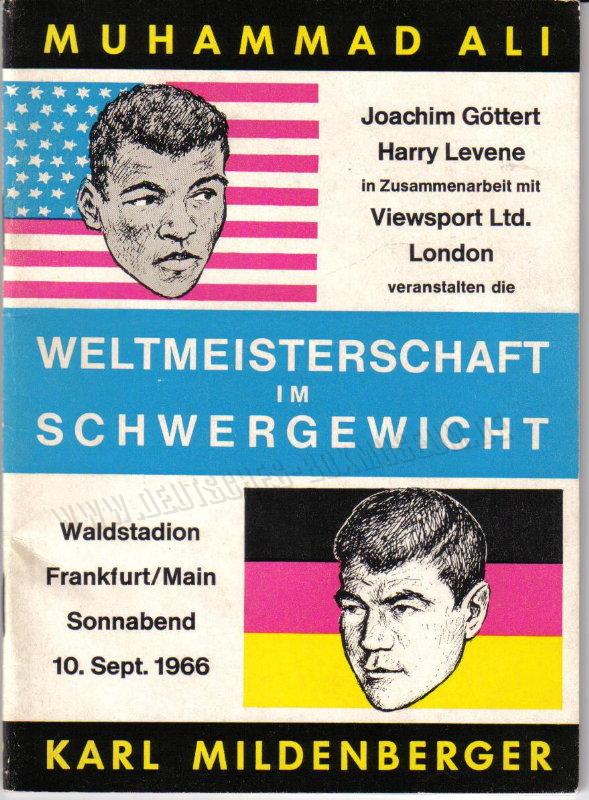 MUHAMMAD ALI
Joachim Göttert
Harry Levene
in Zusammenarbeit mit
Viewsport Ltd.
London
veranstalten die
WELTMEISTERSCHAFT
IM
SCHWERGEWICHT
Waldstadion
Frankfurt/Main
Sonnabend
10. Sept. 1966
KARL MILDENBERGER